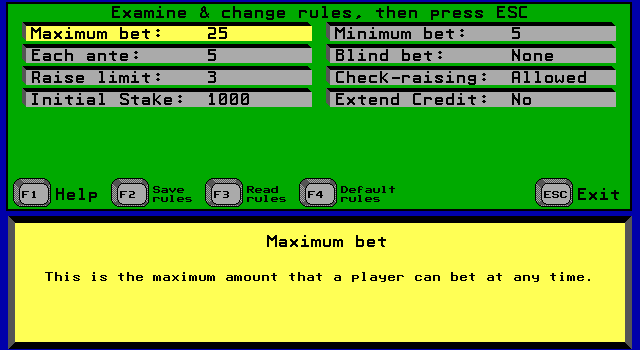 Examine & change rules, then press ESC
Maximum bet: 25
Minimum bet: 5
Each ante: 5
Blind bet: None
Raise limit: 3
Check-raising: Allowed
Initial Stake: 1000
Extend Credit: No
F1 Help
F2 Save rules
F3 Read rules
F4 Default rules
ESC Exit
Maximum bet
This is the maximum amount that a player can bet at any time.